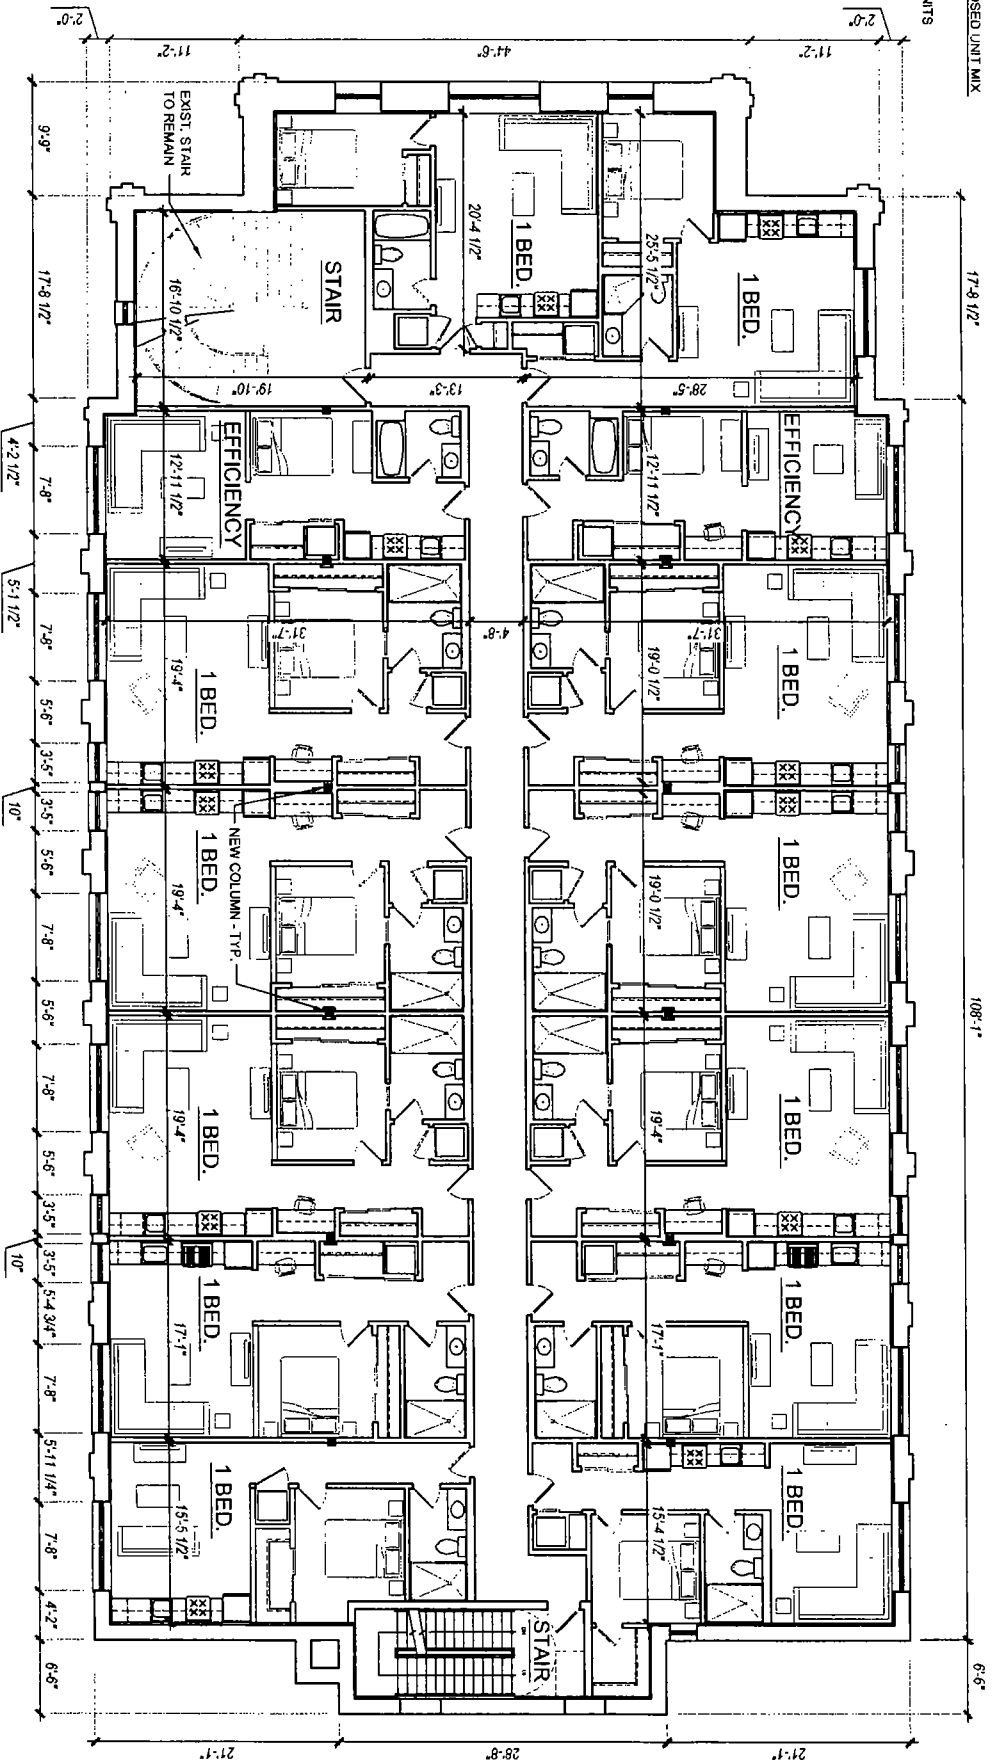 OSED UNIT MIX
NITS
2'-0"
11'-2"
44'-6"
11'-2"
2'-0"
9'-9"
17'-8 1/2"
4'-2 1/2"
7'-8"
5'-1 1/2"
7'-8"
5'-6"
3'-5"
10"
3'-5"
5'-6"
7'-8"
5'-6"
7'-8"
5'-6"
3'-5"
10"
3'-5"
5'-4 3/4"
7'-8"
5'-11 1/4"
7'-8"
4'-2"
6'-6"
17'-8 1/2"
108'-1"
6'-6"
EXIST. STAIR
TO REMAIN
STAIR
16'-10 1/2"
1 BED.
20'-4 1/2"
1 BED.
25'-5 1/2"
19'-10"
13'-3"
28'-5"
EFFICIENCY
12'-11 1/2"
EFFICIENCY
12'-11 1/2"
31'-7"
4'-8"
31'-7"
1 BED.
19'-4"
1 BED.
19'-0 1/2"
NEW COLUMN - TYP.
1 BED.
19'-4"
1 BED.
19'-0 1/2"
1 BED.
19'-4"
1 BED.
19'-4"
1 BED.
17'-1"
1 BED.
17'-1"
1 BED.
15'-5 1/2"
1 BED.
15'-4 1/2"
STAIR
21'-1"
28'-8"
21'-1"